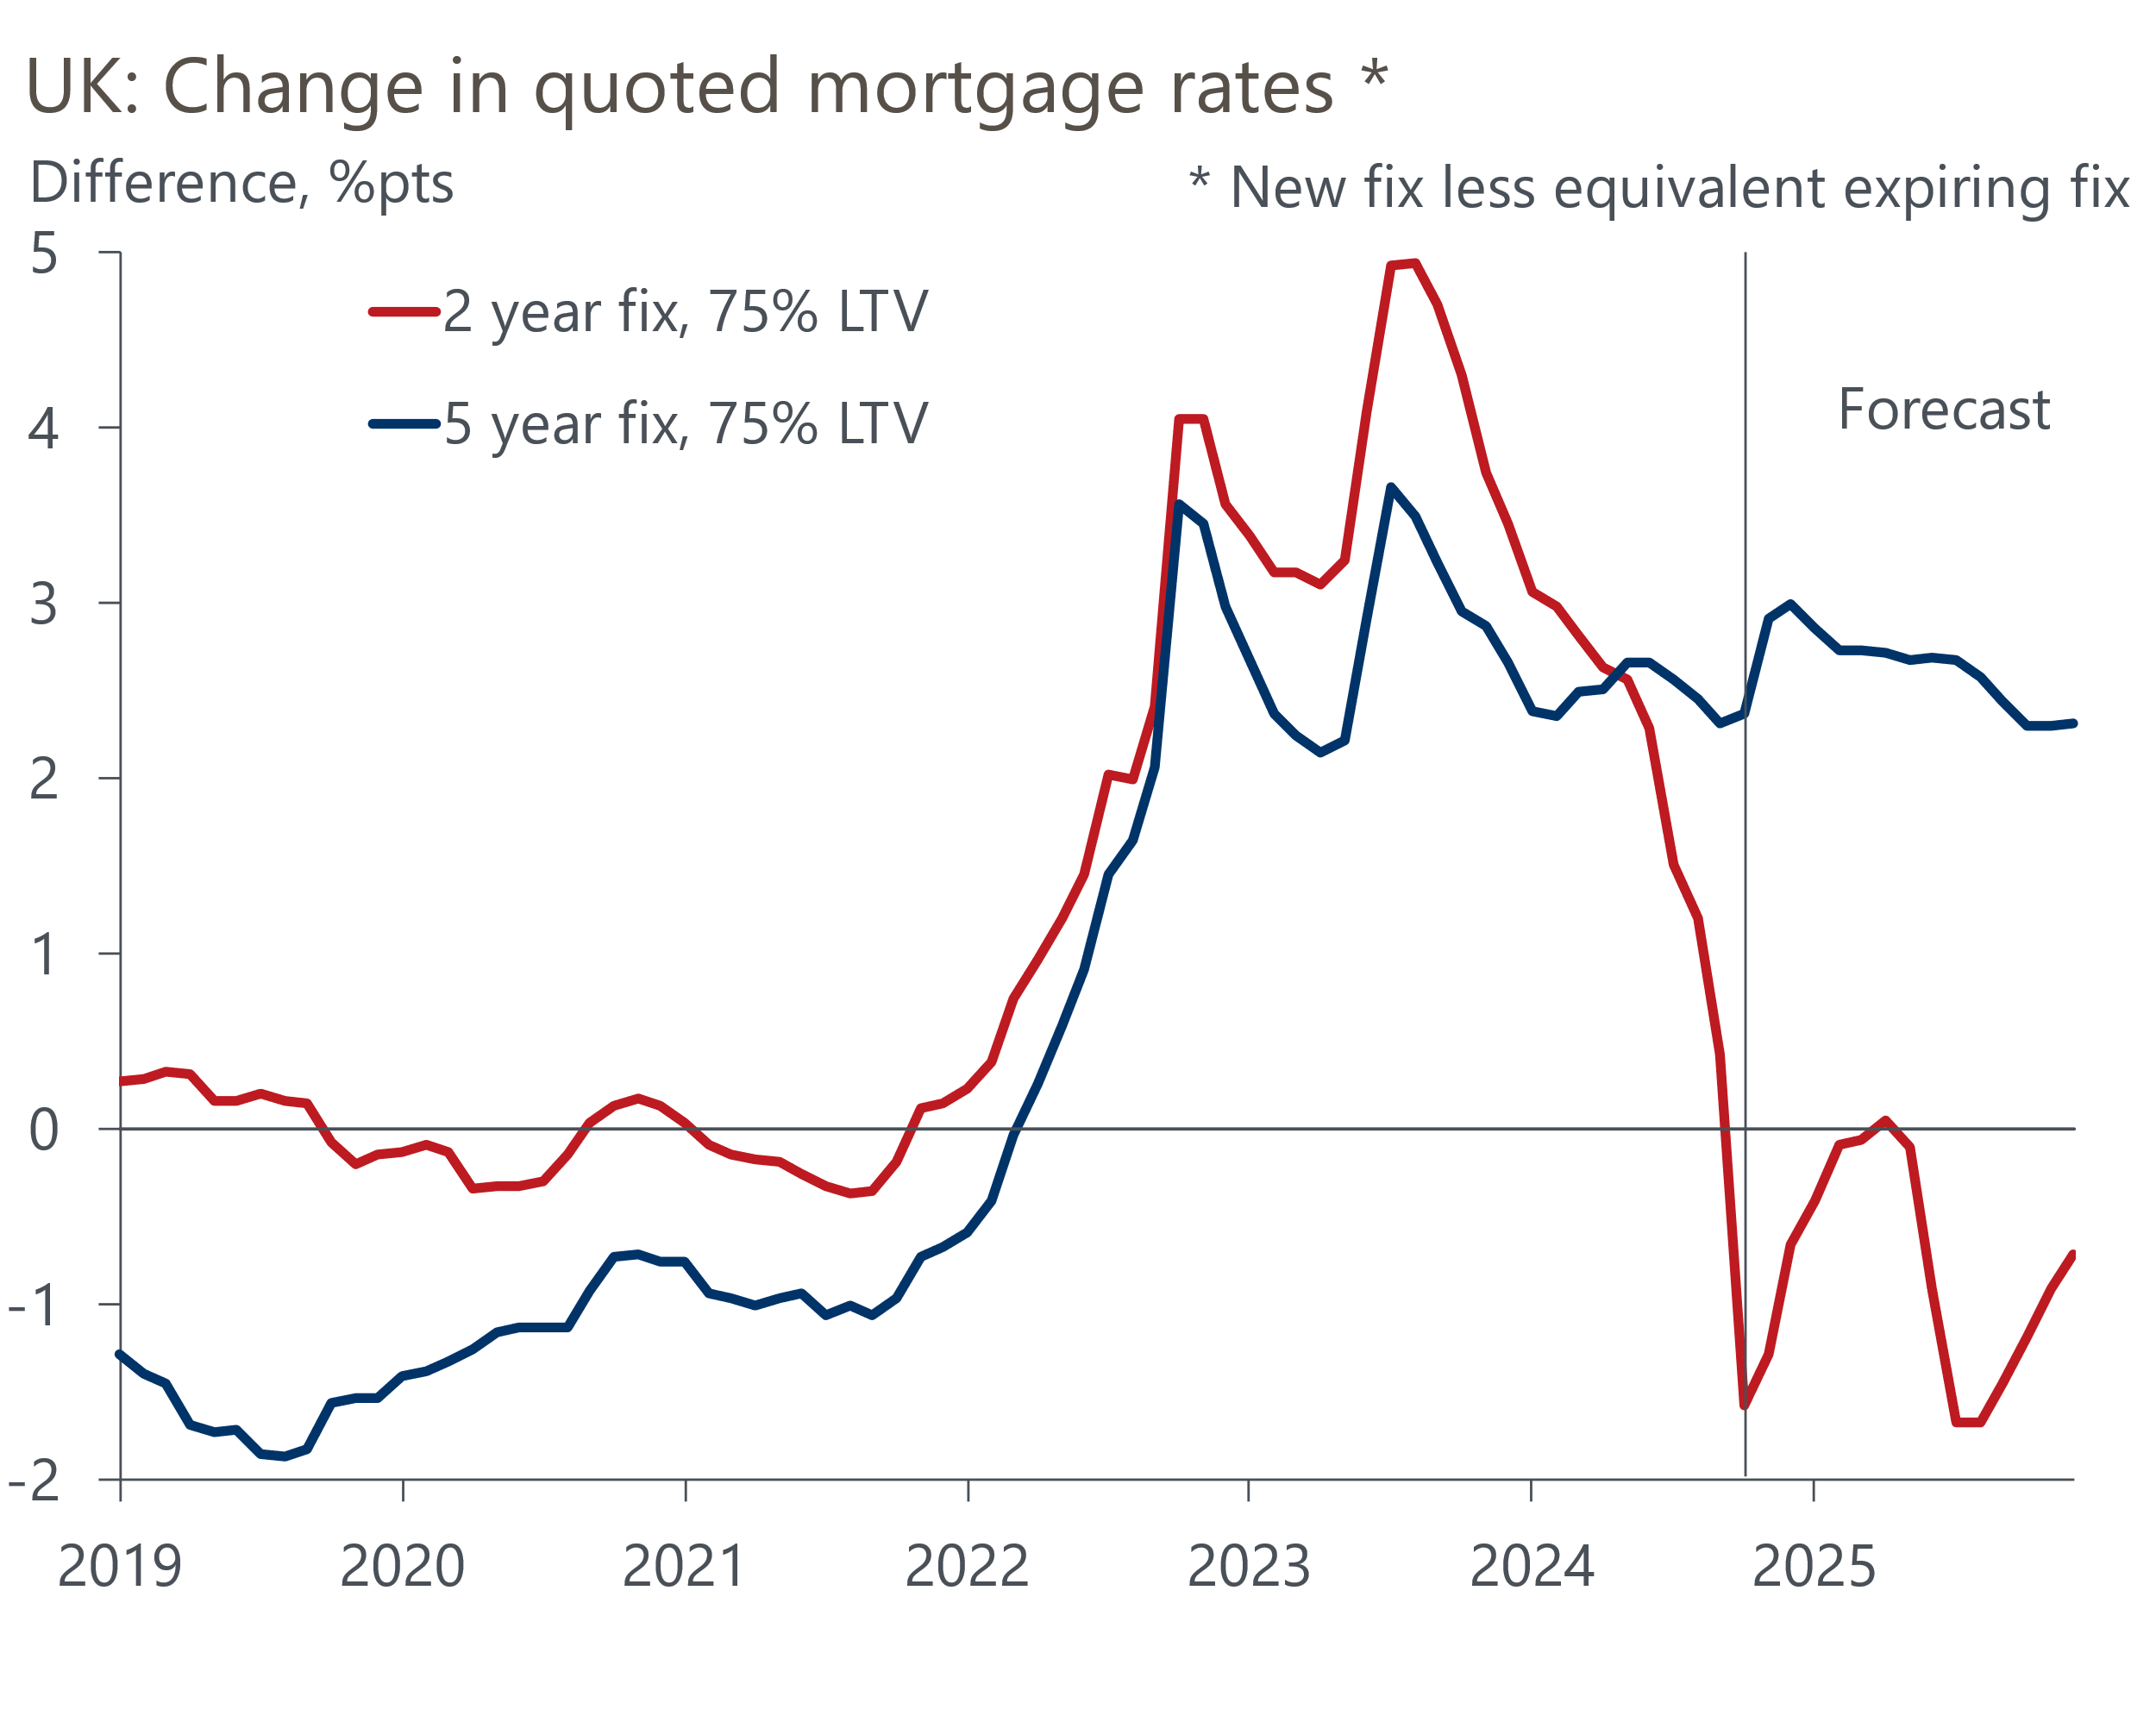 UK: Change in quoted mortgage rates *
Difference, %pts
* New fix less equivalent expiring fix
5
2 year fix, 75% LTV
5 year fix, 75% LTV
Forecast
4
3
2
1
0
-1
-2
2019 2020 2021 2022 2023 2024 2025